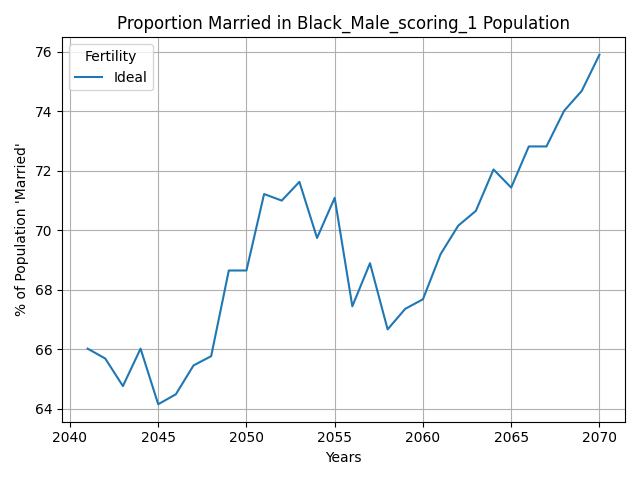 Proportion Married in Black_Male_scoring_1 Population
Fertility
Ideal
% of Population 'Married'
76
74
72
70
68
66
64
2040 2045 2050 2055 2060 2065 2070
Years